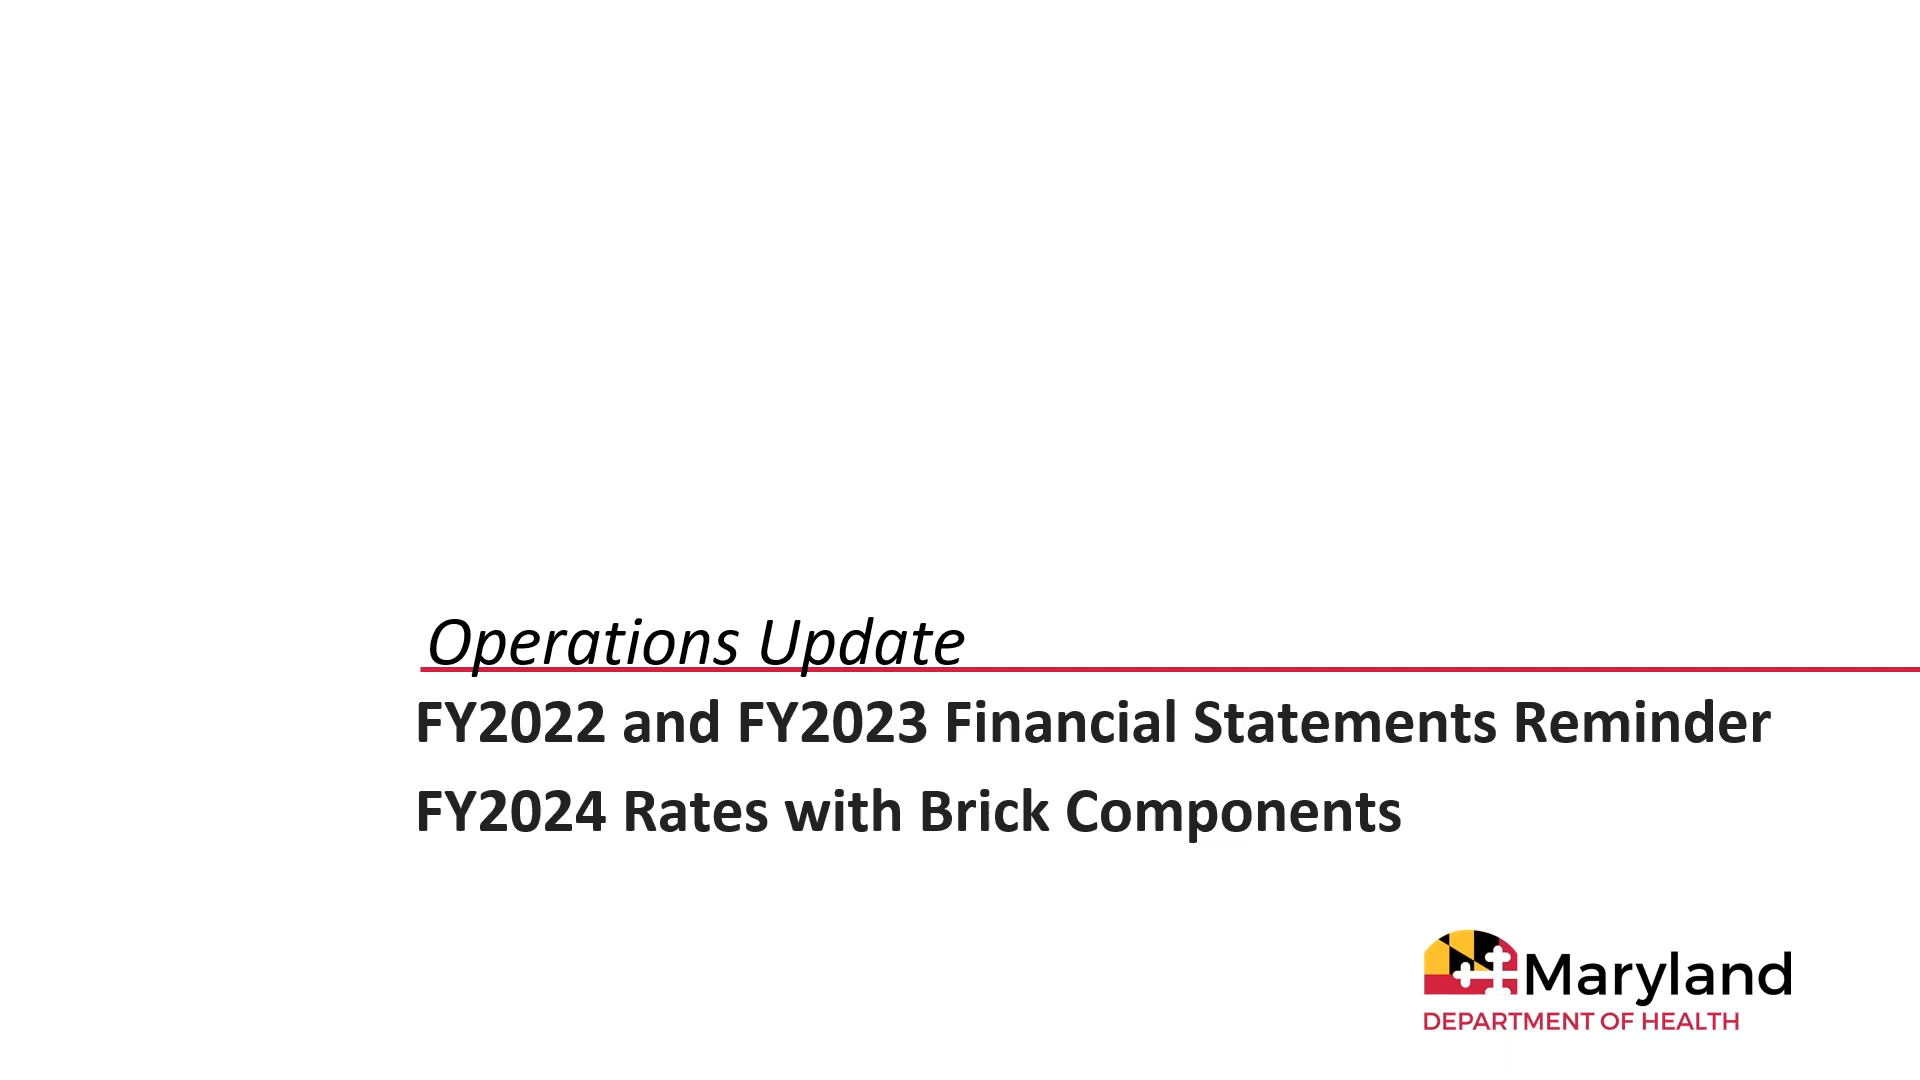 Operations Update
FY2022 and FY2023 Financial Statements Reminder
FY2024 Rates with Brick Components
Maryland
DEPARTMENT OF HEALTH